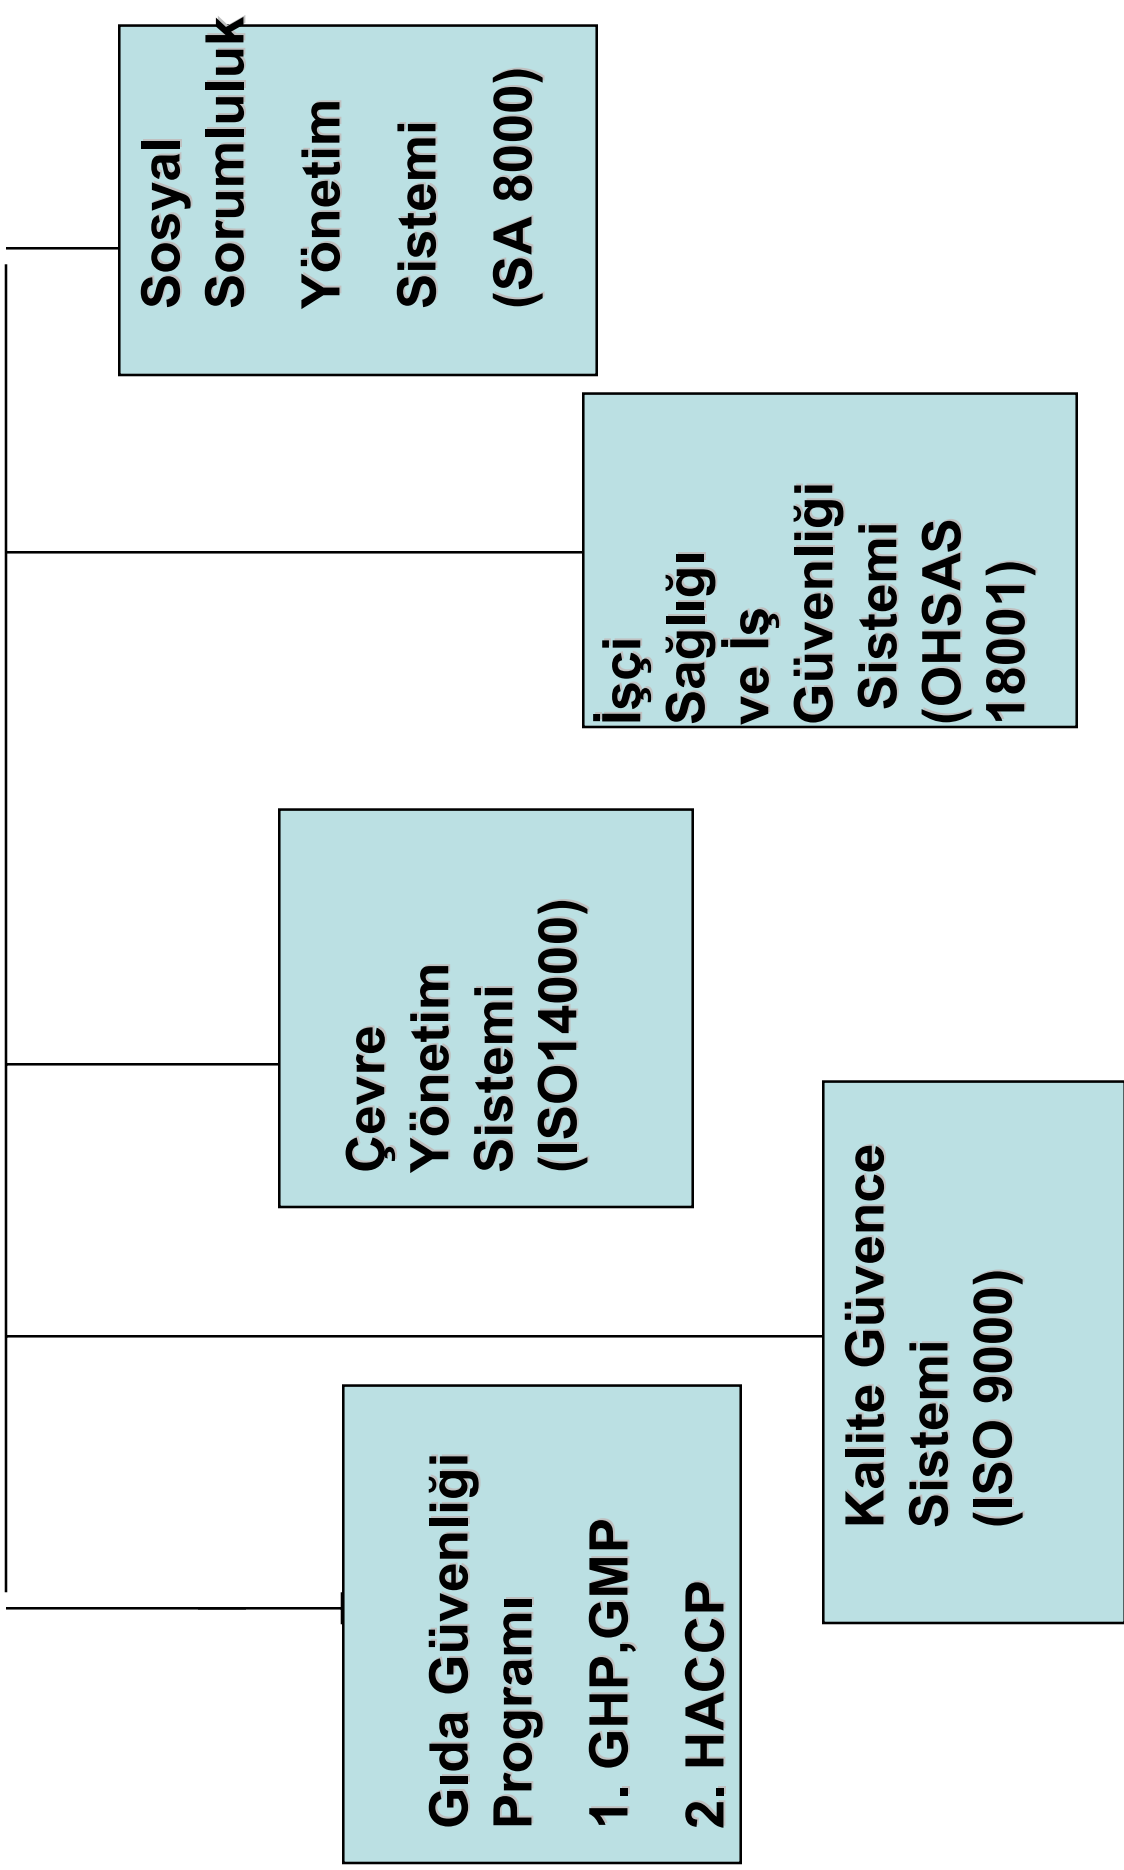 Gıda Güvenliği
Programı
1. GHP,GMP
2. HACCP
Kalite Güvence
Sistemi
(ISO 9000)
Çevre
Yönetim
Sistemi
(ISO14000)
İşçi
Sağlığı
ve İş
Güvenliği
Sistemi
(OHSAS
18001)
Sosyal
Sorumluluk
Yönetim
Sistemi
(SA 8000)